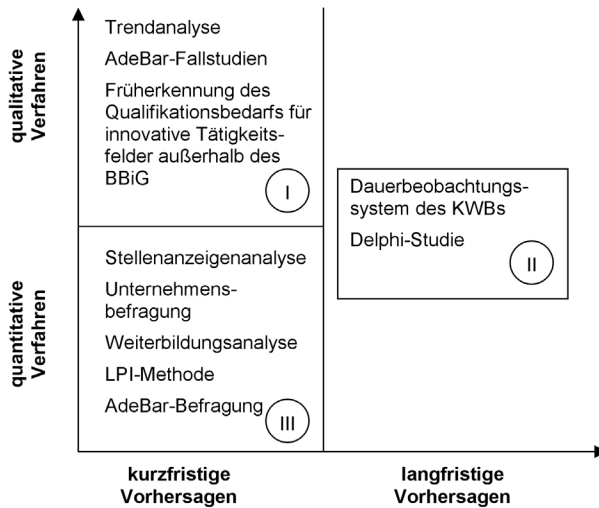 qualitative
Verfahren
Trendanalyse
AdeBar-Fallstudien
Früherkennung des
Qualifikationsbedarfs für
innovative Tätigkeits-
felder außerhalb des
BBiG
I
Dauerbeobachtungs-
system des KWBs
Delphi-Studie
II
quantitative
Verfahren
Stellenanzeigenanalyse
Unternehmens-
befragung
Weiterbildungsanalyse
LPI-Methode
AdeBar-Befragung
III
kurzfristige
Vorhersagen
langfristige
Vorhersagen